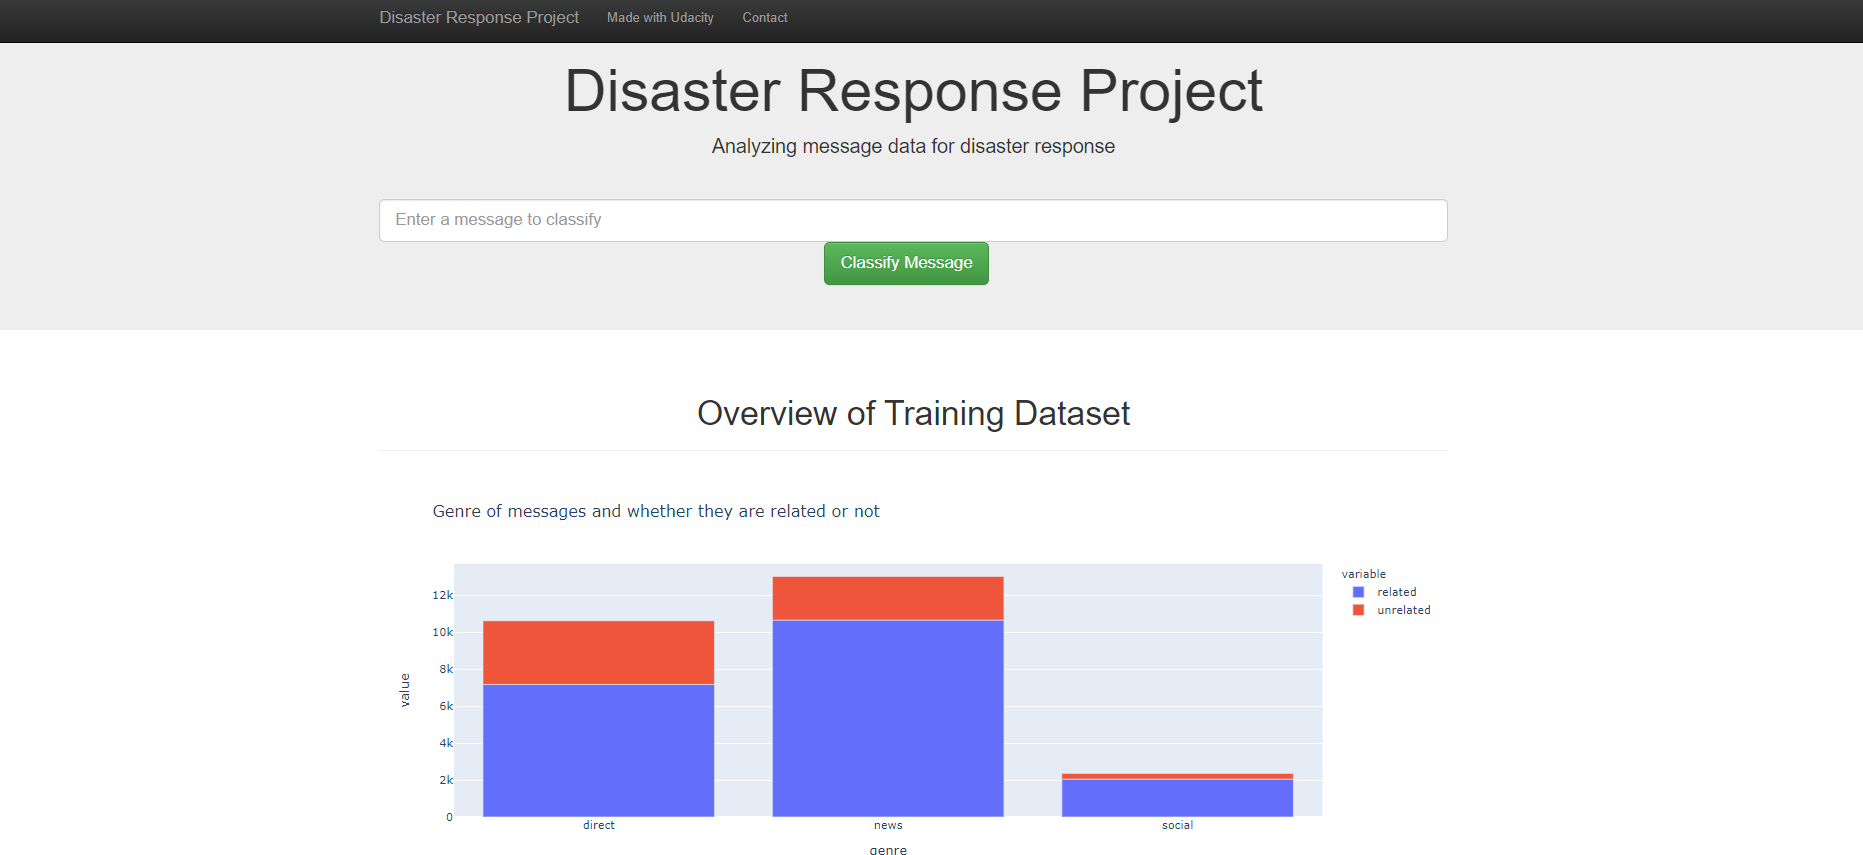 Disaster Response Project Made with Udacity Contact
Disaster Response Project
Analyzing message data for disaster response
Enter a message to classify
Classify Message
Overview of Training Dataset
Genre of messages and whether they are related or not
variable
related
unrelated
12k
10k
8k
6k
4k
2k
0
value
direct news social
genre